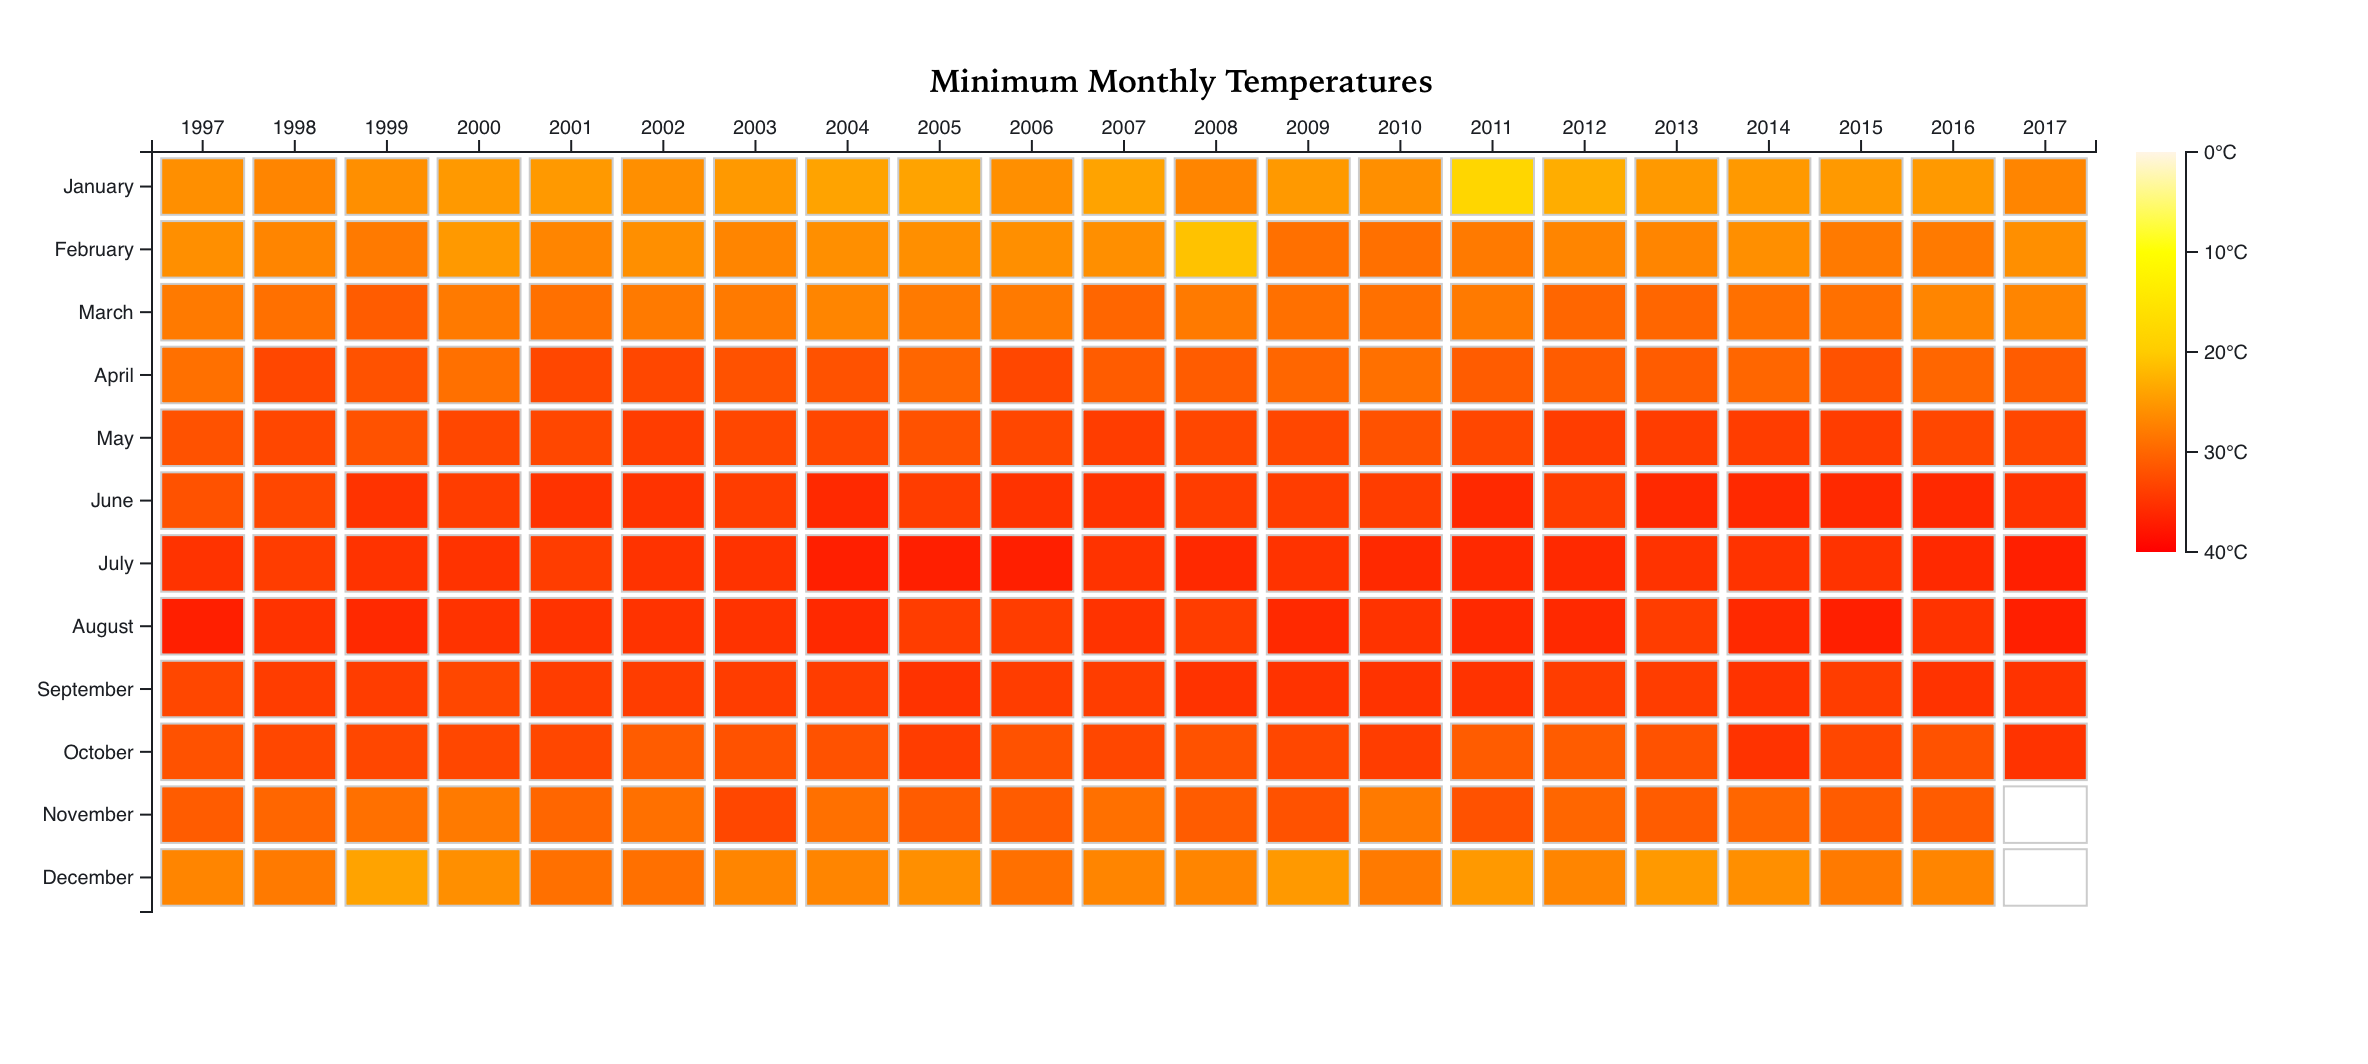 Minimum Monthly Temperatures
1997 1998 1999 2000 2001 2002 2003 2004 2005 2006 2007 2008 2009 2010 2011 2012 2013 2014 2015 2016 2017
January
February
March
April
May
June
July
August
September
October
November
December
0°C
10°C
20°C
30°C
40°C